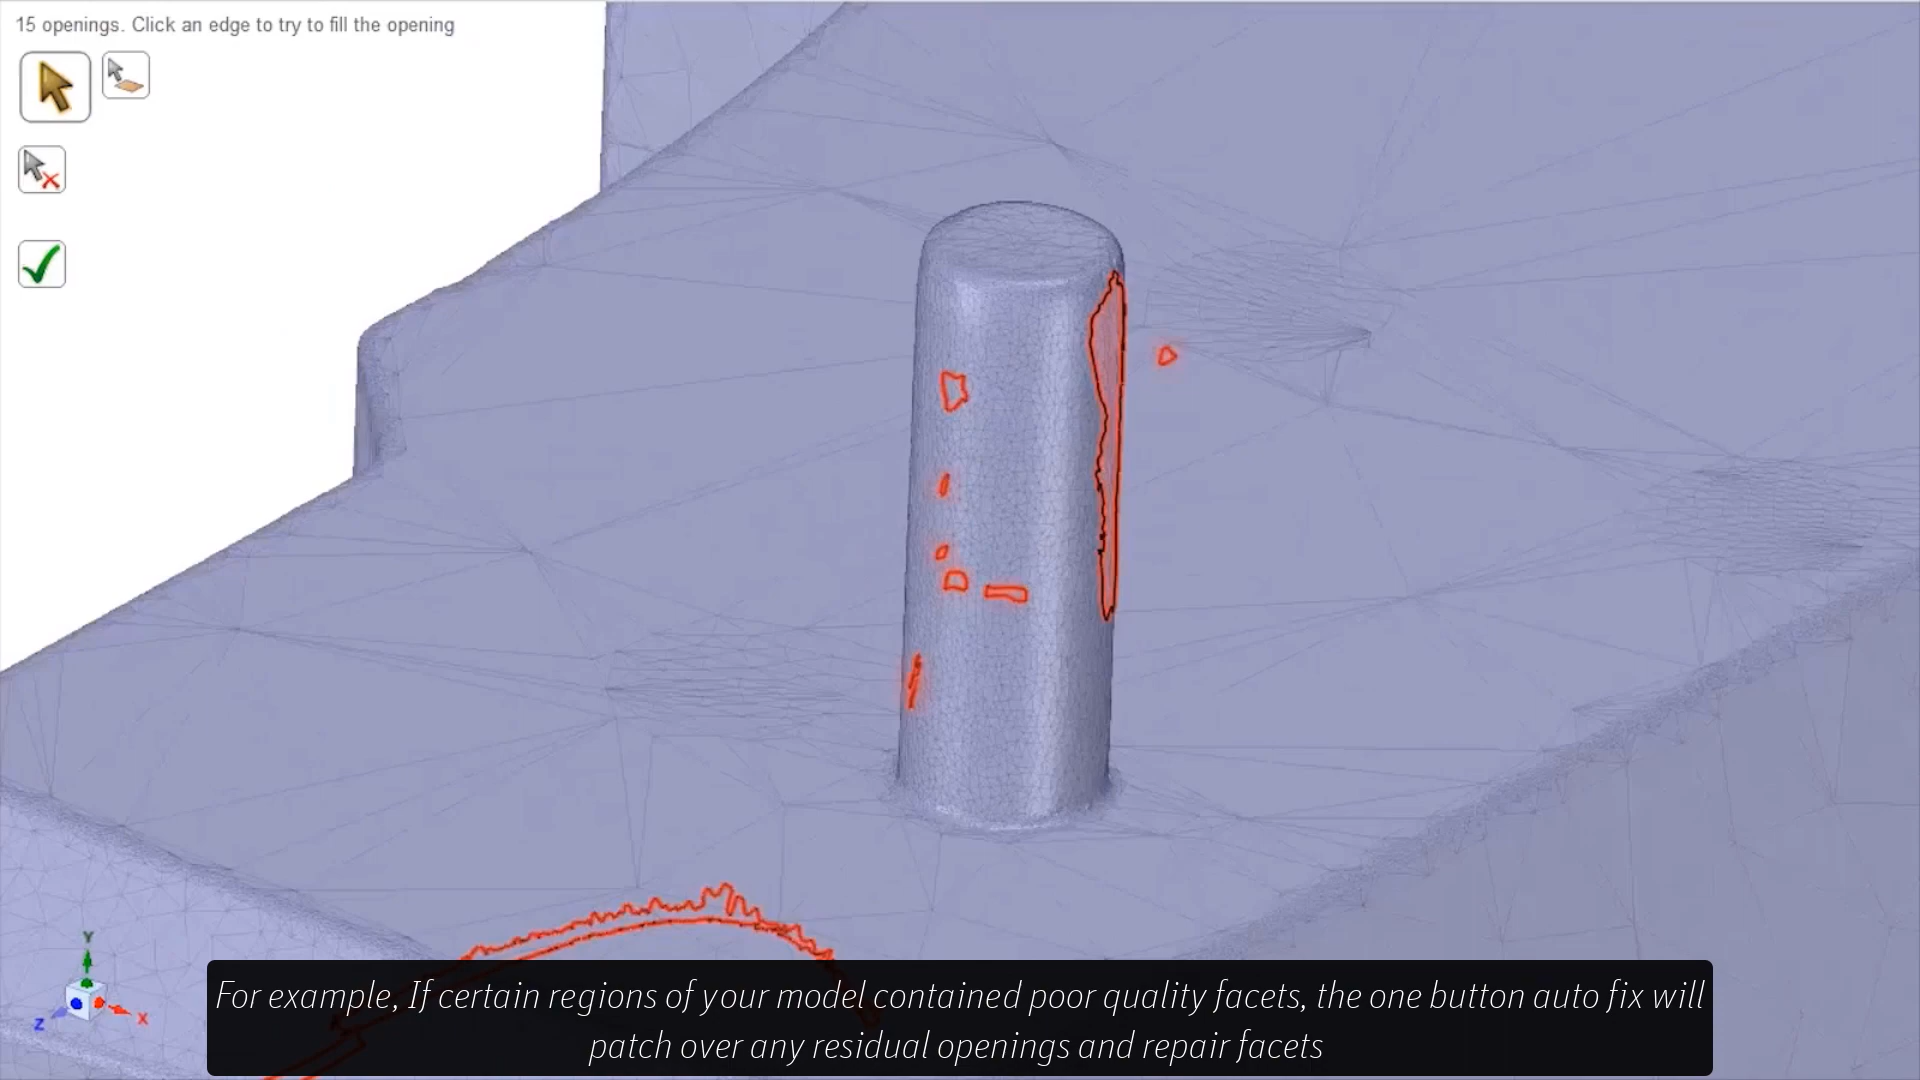 15 openings. Click an edge to try to fill the opening
Y
Z
X
For example, If certain regions of your model contained poor quality facets, the one button auto fix will
patch over any residual openings and repair facets